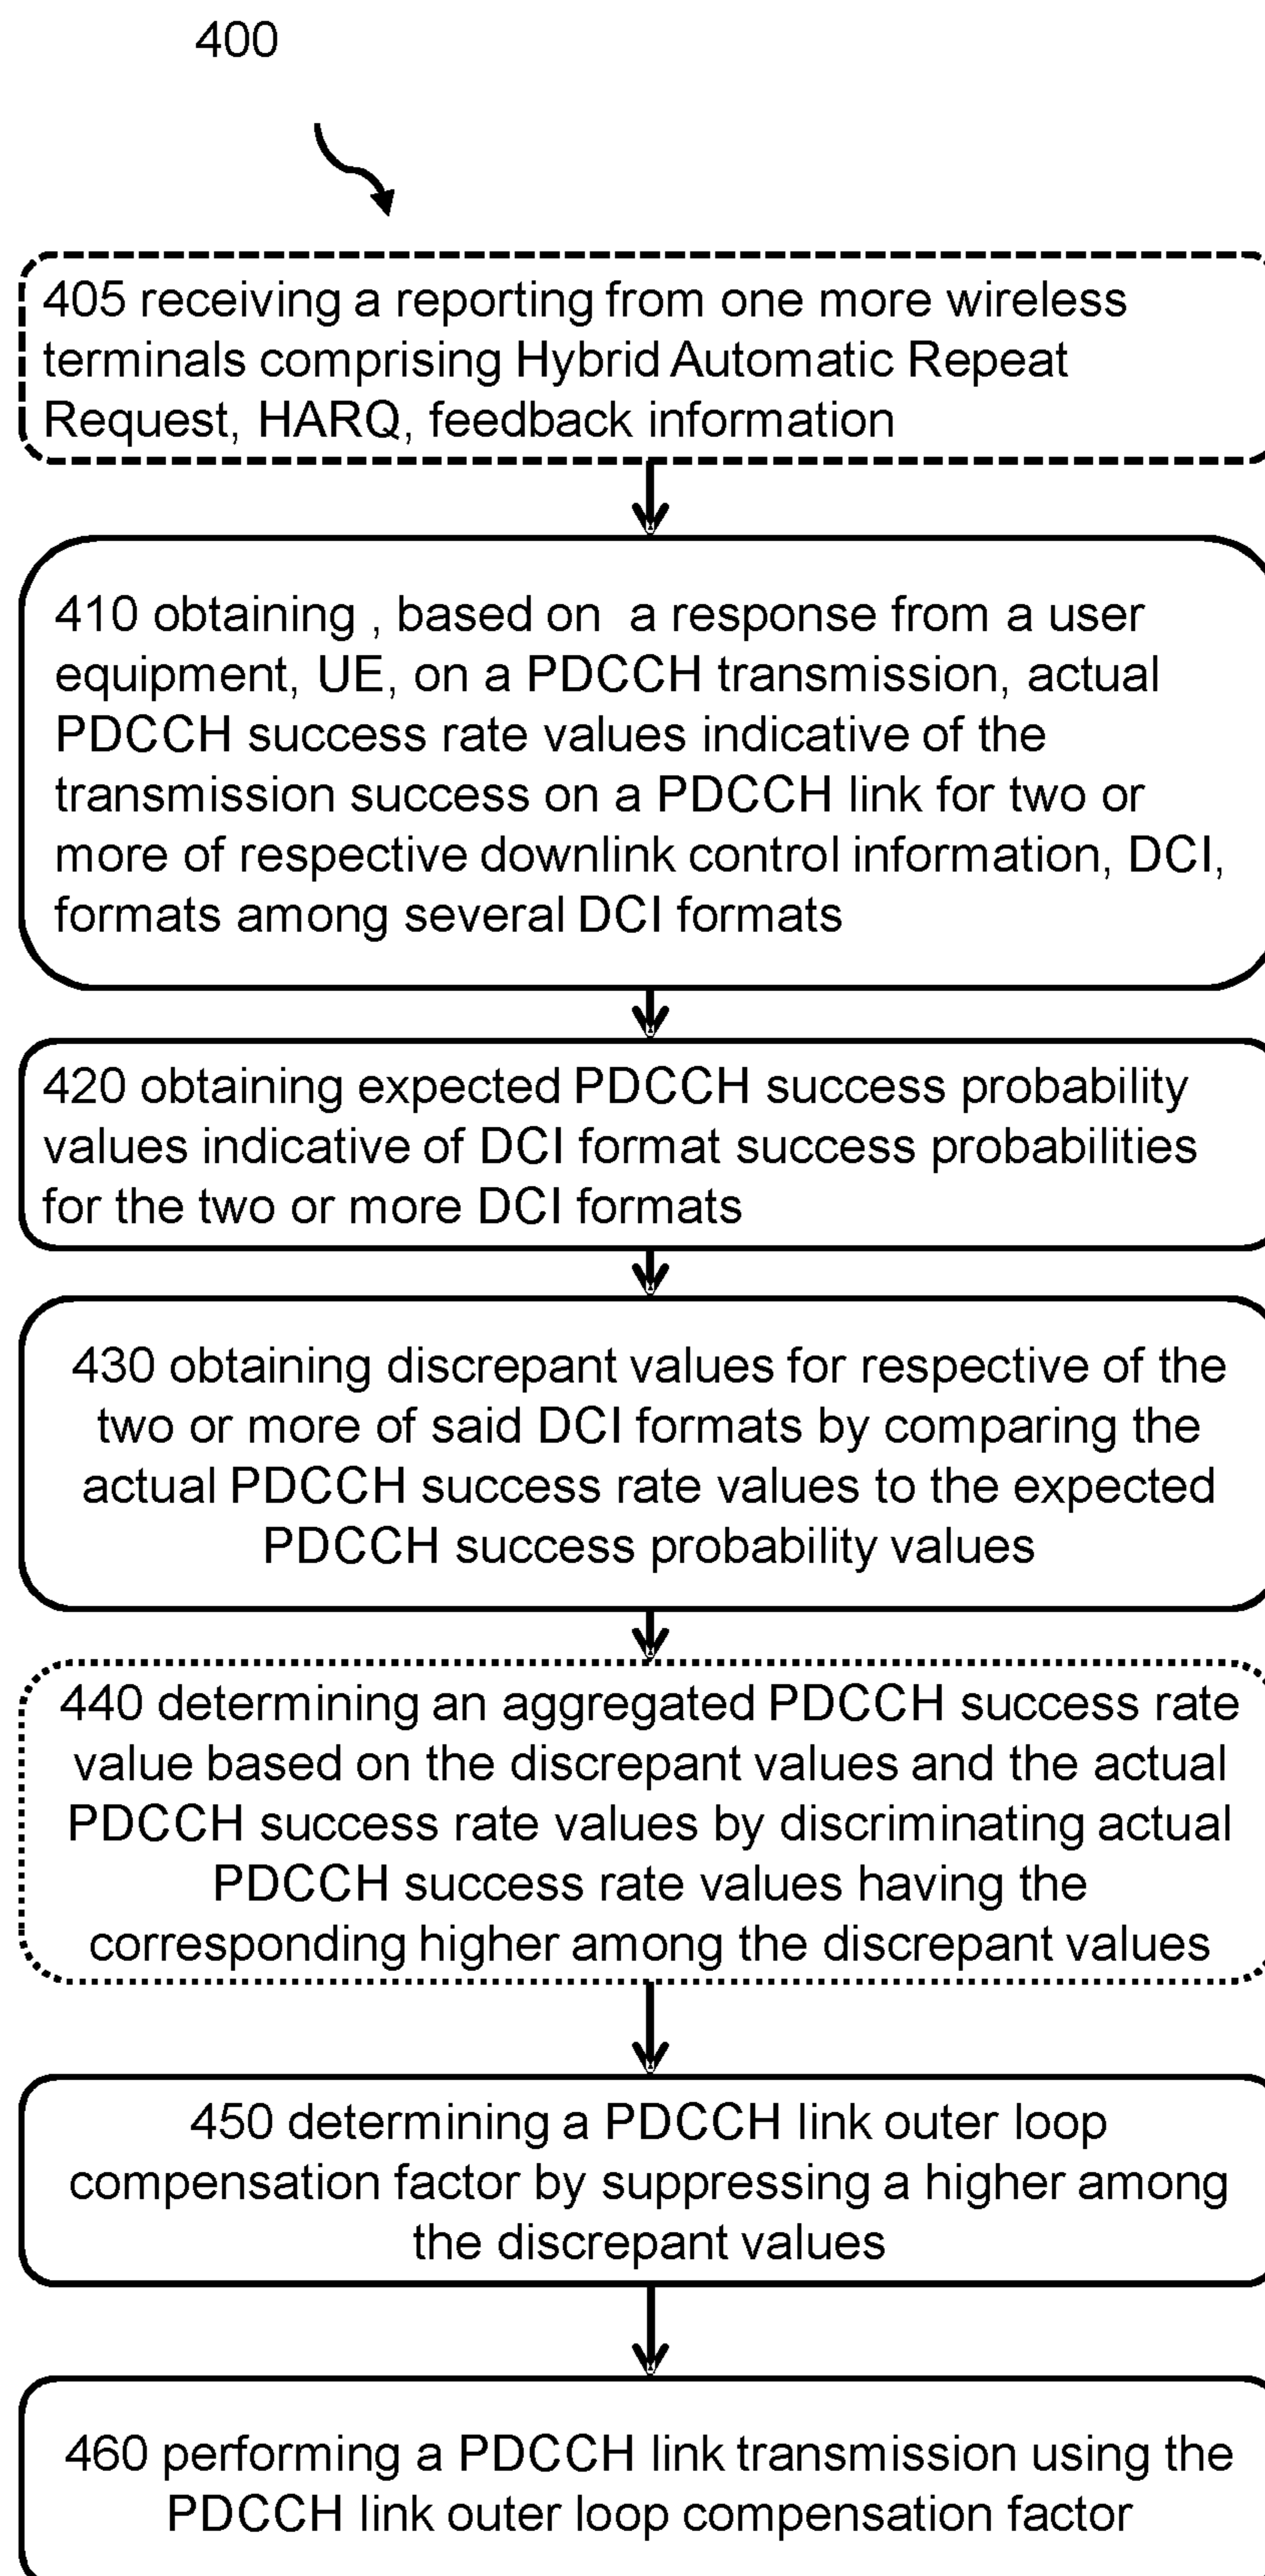 400
405 receiving a reporting from one more wireless
terminals comprising Hybrid Automatic Repeat
Request, HARQ, feedback information
410 obtaining , based on a response from a user
equipment, UE, on a PDCCH transmission, actual
PDCCH success rate values indicative of the
transmission success on a PDCCH link for two or
more of respective downlink control information, DCI,
formats among several DCI formats
420 obtaining expected PDCCH success probability
values indicative of DCI format success probabilities
for the two or more DCI formats
430 obtaining discrepant values for respective of the
two or more of said DCI formats by comparing the
actual PDCCH success rate values to the expected
PDCCH success probability values
440 determining an aggregated PDCCH success rate
value based on the discrepant values and the actual
PDCCH success rate values by discriminating actual
PDCCH success rate values having the
corresponding higher among the discrepant values
450 determining a PDCCH link outer loop
compensation factor by suppressing a higher among
the discrepant values
460 performing a PDCCH link transmission using the
PDCCH link outer loop compensation factor